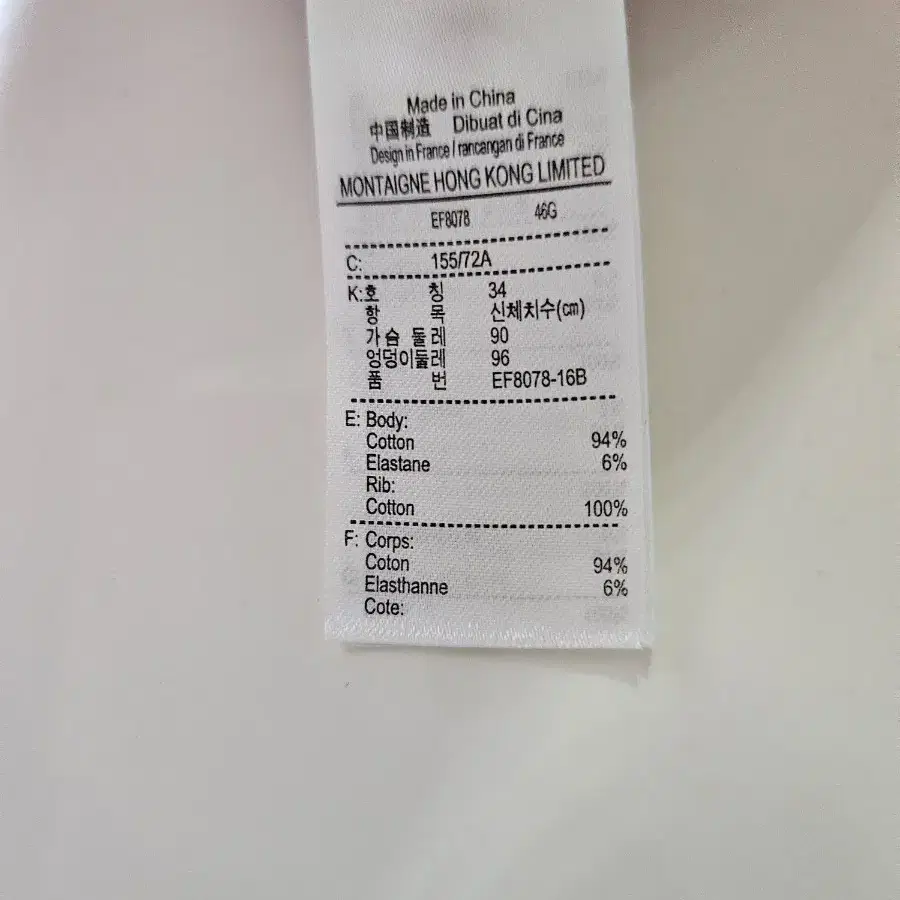 Made in China
中国制造 Dibuat di Cina
Design in France / rancangan di France
MONTAIGNE HONG KONG LIMITED
EF8078 46G
C: 155/72A
K:호 칭 34
항 목 신체치수(cm)
가슴 둘레 90
엉덩이둘레 96
품 번 EF8078-16B
E: Body:
Cotton 94%
Elastane 6%
Rib:
Cotton 100%
F: Corps:
Coton 94%
Elasthanne 6%
Cote: